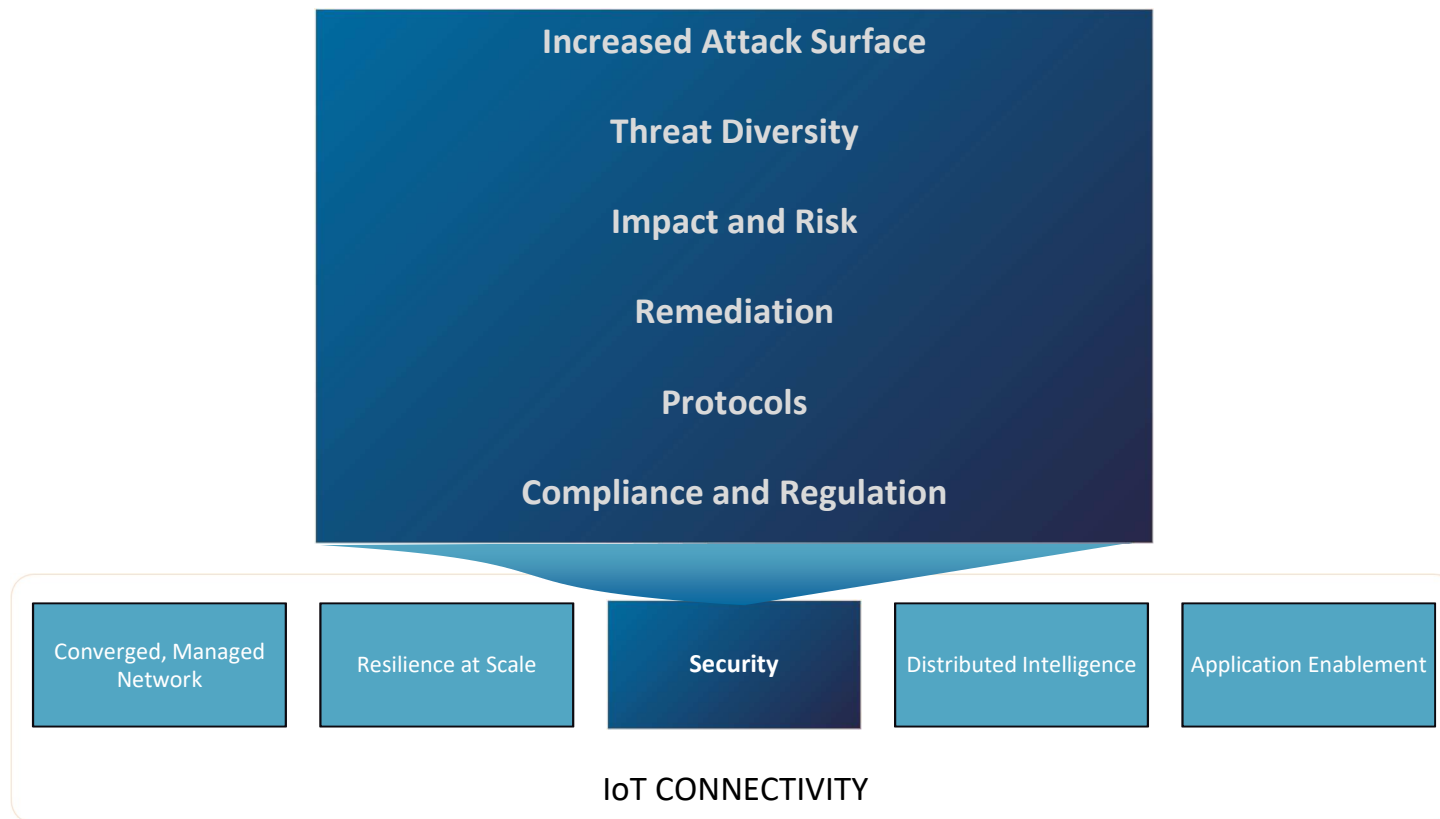 Increased Attack Surface
Threat Diversity
Impact and Risk
Remediation
Protocols
Compliance and Regulation
Converged, Managed
Network
Resilience at Scale
Security
Distributed Intelligence
Application Enablement
IoT CONNECTIVITY